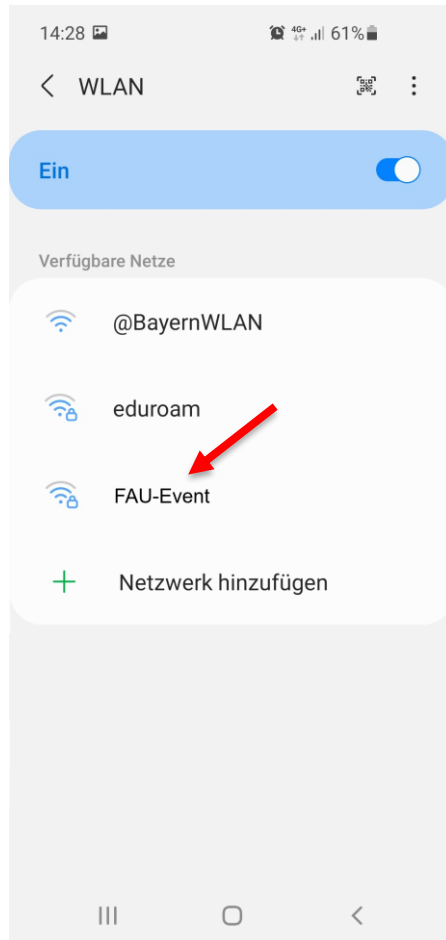 14:28 4G+ 61%
WLAN
Ein
Verfügbare Netze
@BayernWLAN
eduroam
FAU-Event
Netzwerk hinzufügen